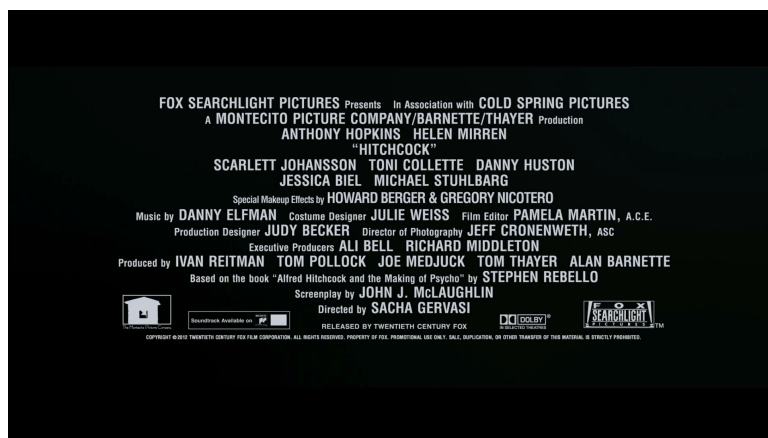 FOX SEARCHLIGHT PICTURES Presents In Association with COLD SPRING PICTURES
A MONTECITO PICTURE COMPANY/BARNETTE/THAYER Production
ANTHONY HOPKINS HELEN MIRREN
“HITCHCOCK”
SCARLETT JOHANSSON TONI COLLETTE DANNY HUSTON
JESSICA BIEL MICHAEL STUHLBARG
Special Makeup Effects by HOWARD BERGER & GREGORY NICOTERO
Music by DANNY ELFMAN Costume Designer JULIE WEISS Film Editor PAMELA MARTIN, A.C.E.
Production Designer JUDY BECKER Director of Photography JEFF CRONENWETH, ASC
Executive Producers ALI BELL RICHARD MIDDLETON
Produced by IVAN REITMAN TOM POLLOCK JOE MEDJUCK TOM THAYER ALAN BARNETTE
Based on the book “Alfred Hitchcock and the Making of Psycho” by STEPHEN REBELLO
Screenplay by JOHN J. McLAUGHLIN
Directed by SACHA GERVASI
The Montecito Picture Company
Soundtrack Available on
RELEASED BY TWENTIETH CENTURY FOX
DOLBY®
IN SELECTED THEATRES
FOX
SEARCHLIGHT
PICTURES TM
COPYRIGHT ©2012 TWENTIETH CENTURY FOX FILM CORPORATION. ALL RIGHTS RESERVED. PROPERTY OF FOX. PROMOTIONAL USE ONLY. SALE, DUPLICATION, OR OTHER TRANSFER OF THIS MATERIAL IS STRICTLY PROHIBITED.